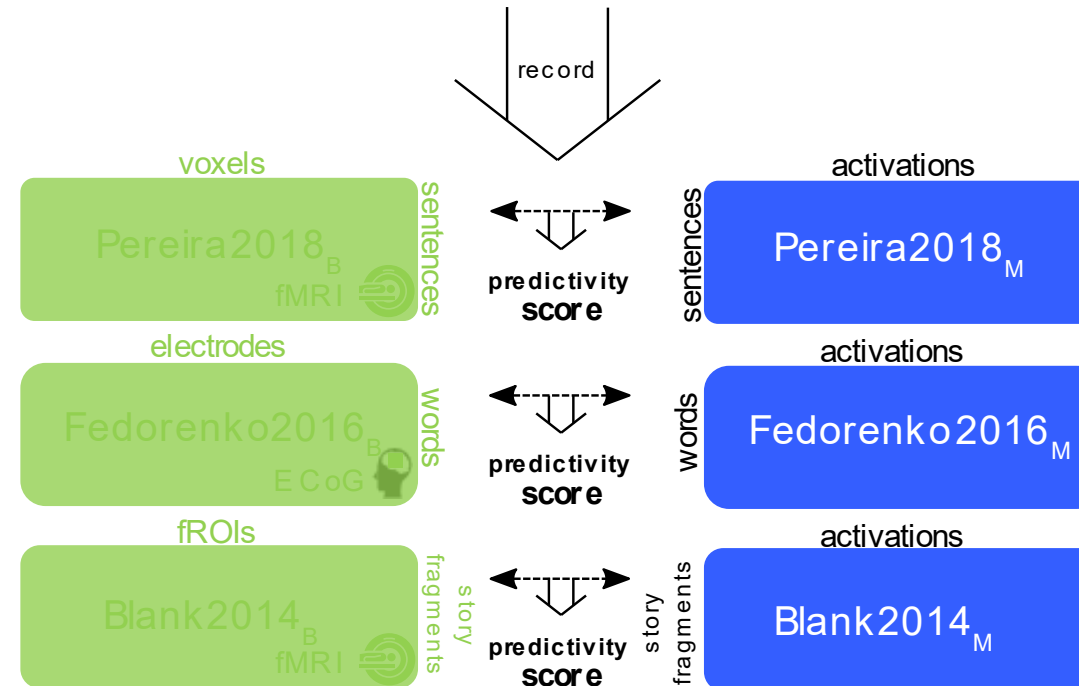 record
voxels
Pereira2018B
fMRI
sentences
predictivity
score
activations
sentences
Pereira2018M
electrodes
Fedorenko2016B
ECoG
words
predictivity
score
activations
words
Fedorenko2016M
fROIs
Blank2014B
fMRI
story
fragments
predictivity
score
activations
story
fragments
Blank2014M